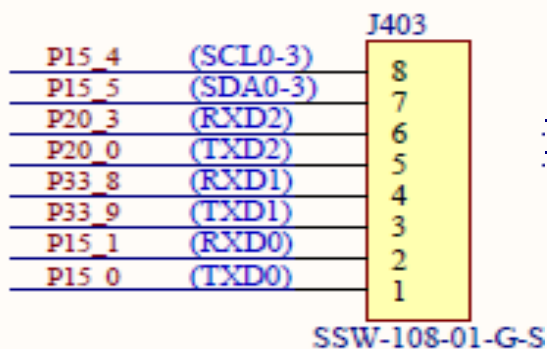 J403
P15_4 (SCL0-3) 8
P15_5 (SDA0-3) 7
P20_3 (RXD2) 6
P20_0 (TXD2) 5
P33_8 (RXD1) 4
P33_9 (TXD1) 3
P15_1 (RXD0) 2
P15_0 (TXD0) 1
SSW-108-01-G-S